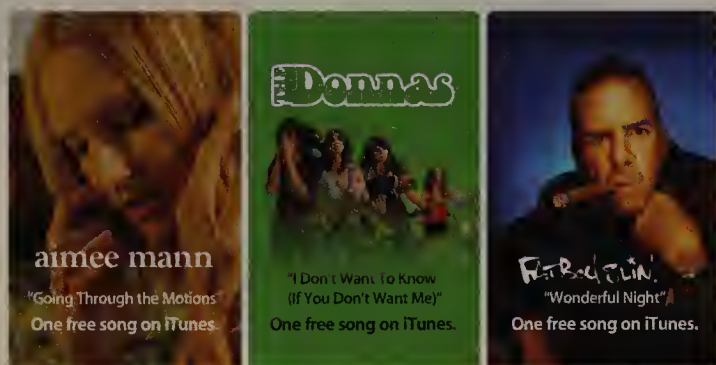 aimee mann
"Going Through the Motions"
One free song on iTunes.
The Donnas
"I Don't Want To Know
(If You Don't Want Me)"
One free song on iTunes.
FatBoy Slim
"Wonderful Night"
One free song on iTunes.